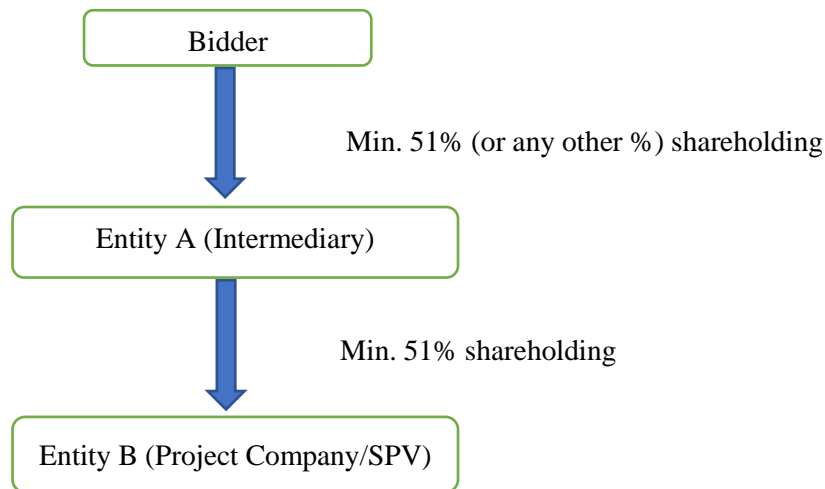 Bidder
Min. 51% (or any other %) shareholding
Entity A (Intermediary)
Min. 51% shareholding
Entity B (Project Company/SPV)